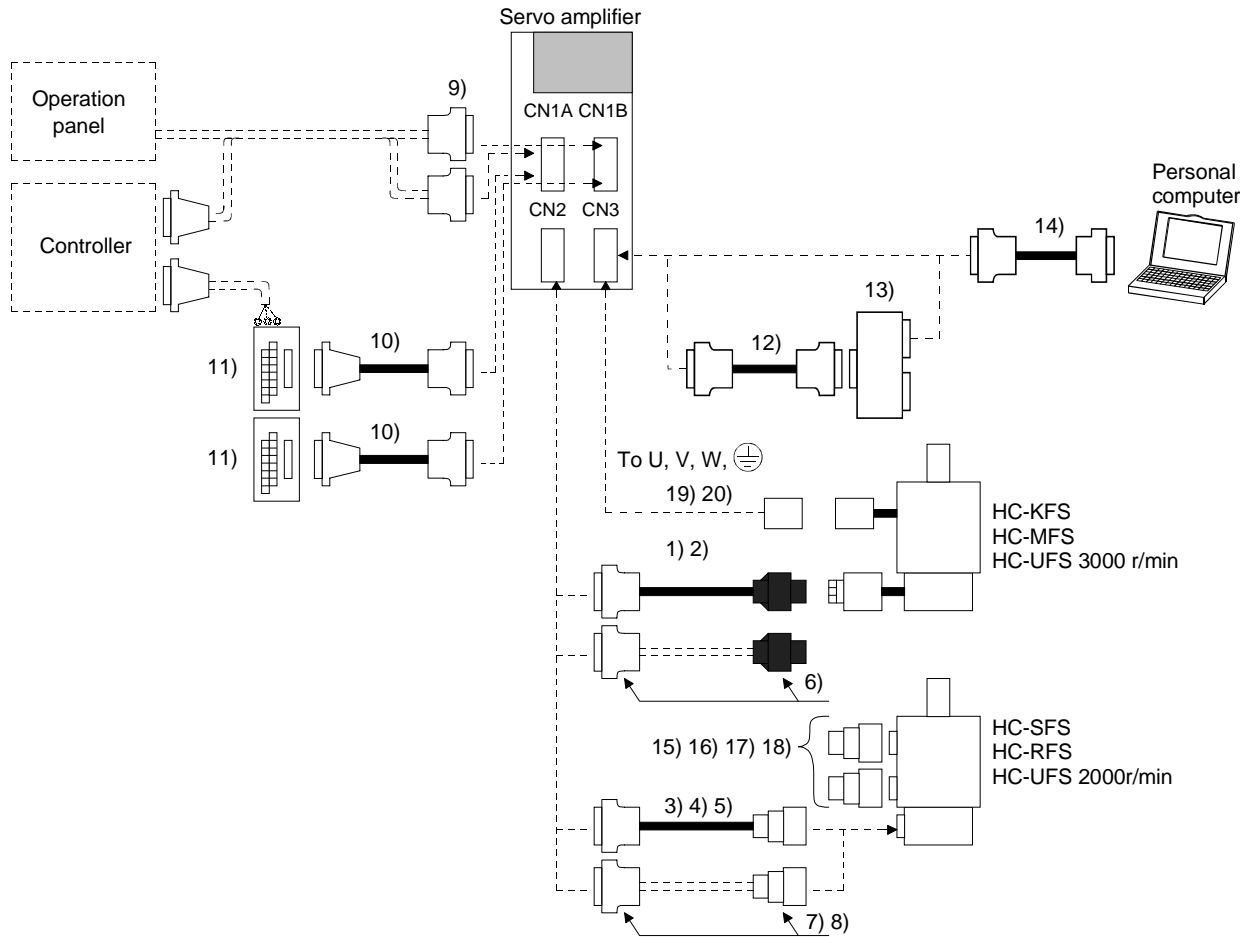 Servo amplifier
Operation
panel
9)
CN1A CN1B
Controller
CN2 CN3
Personal
computer
14)
13)
12)
11)
10)
11)
10)
To U, V, W,
19) 20)
HC-KFS
HC-MFS
HC-UFS 3000 r/min
1) 2)
6)
15) 16) 17) 18)
HC-SFS
HC-RFS
HC-UFS 2000r/min
3) 4) 5)
7) 8)